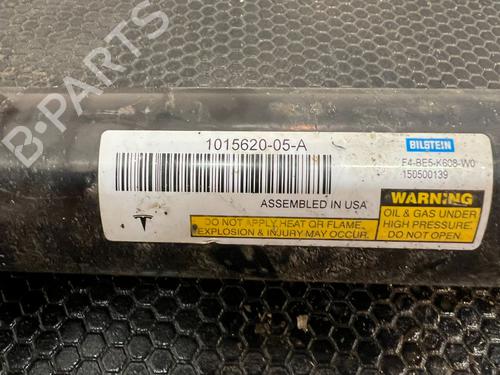 B-PARTS
1015620-05-A
BILSTEIN
F4-BE5-K608-W0
150500139
ASSEMBLED IN USA
WARNING
OIL & GAS UNDER
HIGH PRESSURE.
DO NOT OPEN.
DO NOT APPLY HEAT OR FLAME.
EXPLOSION & INJURY MAY OCCUR.